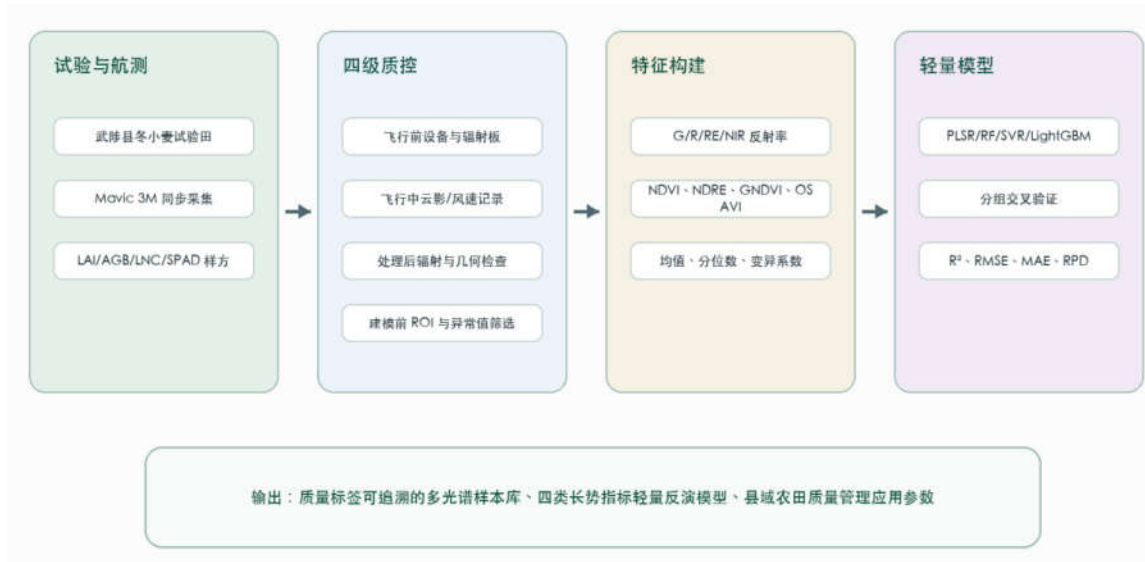 试验与航测
武陟县冬小麦试验田
Mavic 3M 同步采集
LAI/AGB/LNC/SPAD 样方
四级质控
飞行前设备与辐射板
飞行中云影/风速记录
处理后辐射与几何检查
建模前 ROI 与异常值筛选
特征构建
G/R/RE/NIR 反射率
NDVI、NDRE、GNDVI、OS
AVI
均值、分位数、变异系数
轻量模型
PLSR/RF/SVR/LightGBM
分组交叉验证
R²、RMSE、MAE、RPD
输出：质量标签可追溯的多光谱样本库、四类长势指标轻量反演模型、县域农田质量管理应用参数